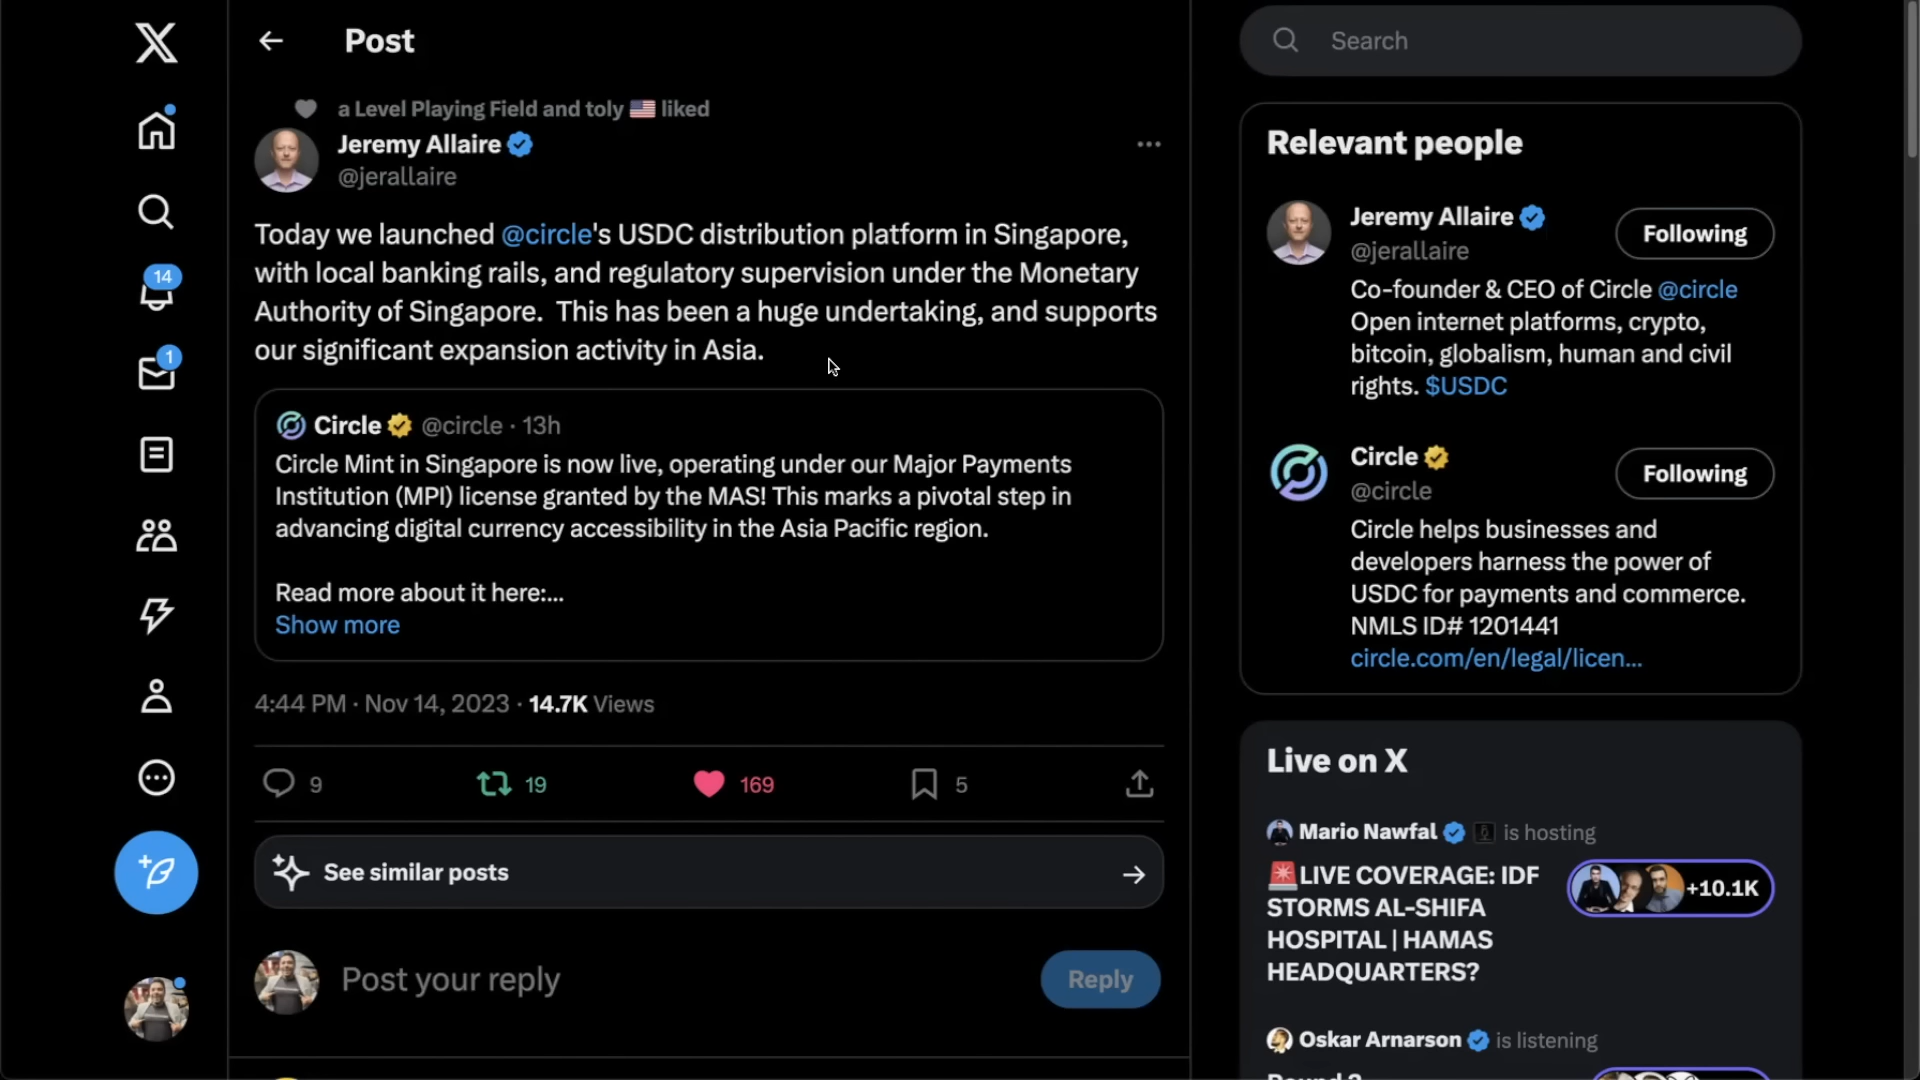 Post
Search
a Level Playing Field and toly 🇺🇸 liked
Jeremy Allaire
@jerallaire
Today we launched @circle's USDC distribution platform in Singapore,
with local banking rails, and regulatory supervision under the Monetary
Authority of Singapore.  This has been a huge undertaking, and supports
our significant expansion activity in Asia.
Circle @circle · 13h
Circle Mint in Singapore is now live, operating under our Major Payments
Institution (MPI) license granted by the MAS! This marks a pivotal step in
advancing digital currency accessibility in the Asia Pacific region.
Read more about it here:...
Show more
4:44 PM · Nov 14, 2023 · 14.7K Views
9 19 169 5
See similar posts
Post your reply
Reply
14
1
Relevant people
Jeremy Allaire
@jerallaire
Following
Co-founder & CEO of Circle @circle
Open internet platforms, crypto,
bitcoin, globalism, human and civil
rights. $USDC
Circle
@circle
Following
Circle helps businesses and
developers harness the power of
USDC for payments and commerce.
NMLS ID# 1201441
circle.com/en/legal/licen...
Live on X
Mario Nawfal is hosting
🚨LIVE COVERAGE: IDF
STORMS AL-SHIFA
HOSPITAL | HAMAS
HEADQUARTERS?
+10.1K
Oskar Arnarson is listening